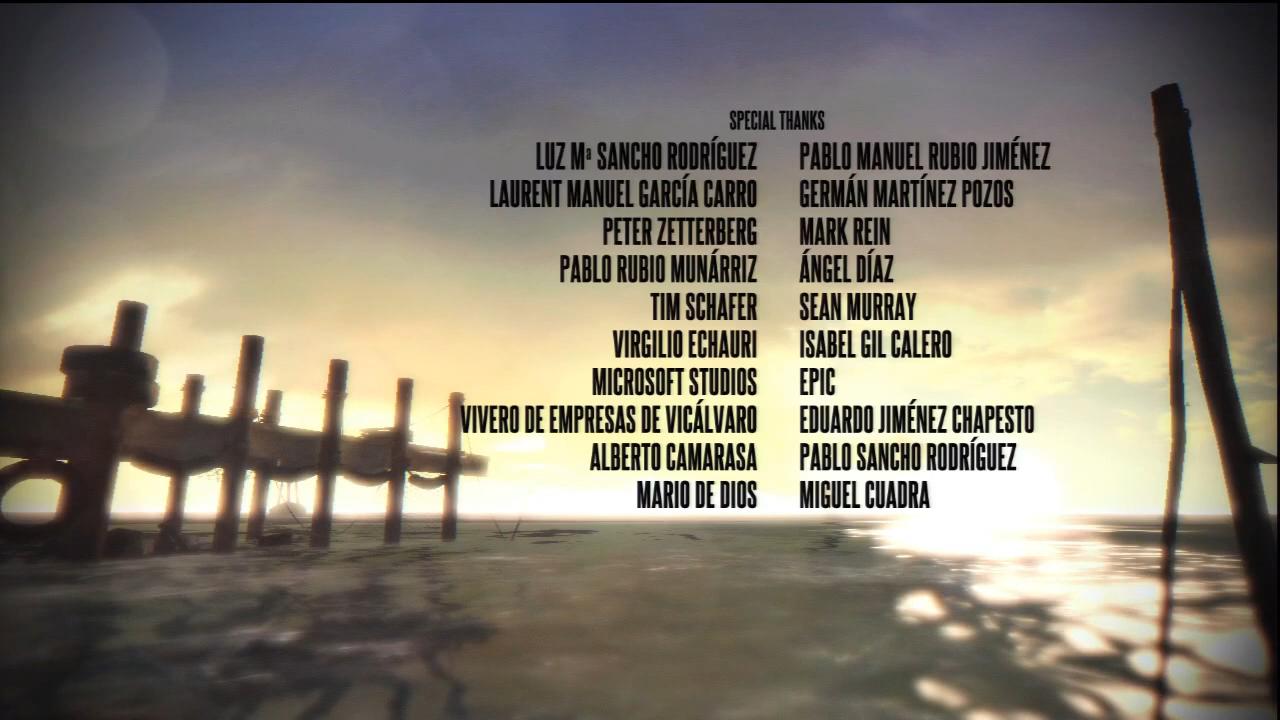 SPECIAL THANKS
LUZ Mª SANCHO RODRÍGUEZ PABLO MANUEL RUBIO JIMÉNEZ
LAURENT MANUEL GARCÍA CARRO GERMÁN MARTÍNEZ POZOS
PETER ZETTERBERG MARK REIN
PABLO RUBIO MUNÁRRIZ ÁNGEL DÍAZ
TIM SCHAFER SEAN MURRAY
VIRGILIO ECHAURI ISABEL GIL CALERO
MICROSOFT STUDIOS EPIC
VIVERO DE EMPRESAS DE VICÁLVARO EDUARDO JIMÉNEZ CHAPESTO
ALBERTO CAMARASA PABLO SANCHO RODRÍGUEZ
MARIO DE DIOS MIGUEL CUADRA